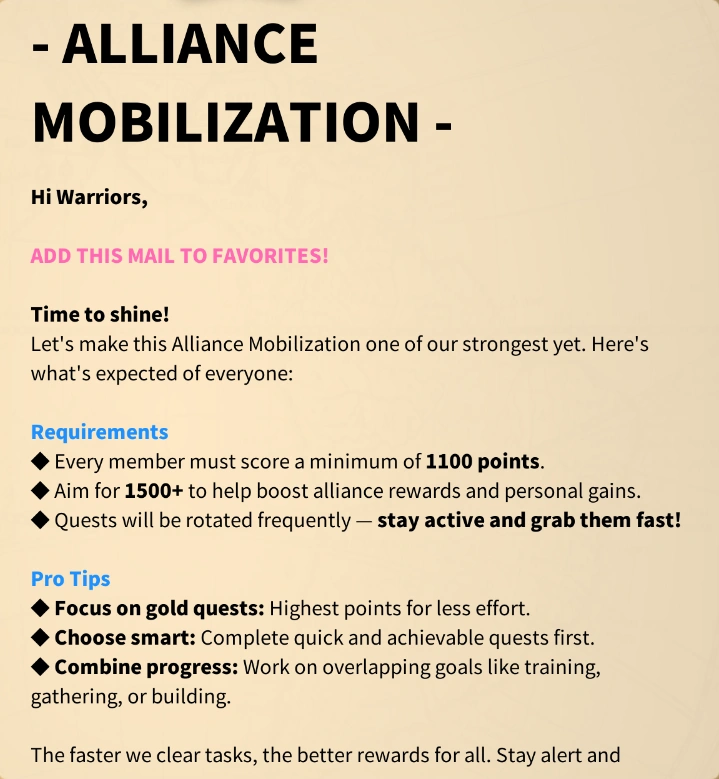 - ALLIANCE
MOBILIZATION -
Hi Warriors,
ADD THIS MAIL TO FAVORITES!
Time to shine!
Let's make this Alliance Mobilization one of our strongest yet. Here's
what's expected of everyone:
Requirements
◆ Every member must score a minimum of 1100 points.
◆ Aim for 1500+ to help boost alliance rewards and personal gains.
◆ Quests will be rotated frequently — stay active and grab them fast!
Pro Tips
◆ Focus on gold quests: Highest points for less effort.
◆ Choose smart: Complete quick and achievable quests first.
◆ Combine progress: Work on overlapping goals like training,
gathering, or building.
The faster we clear tasks, the better rewards for all. Stay alert and